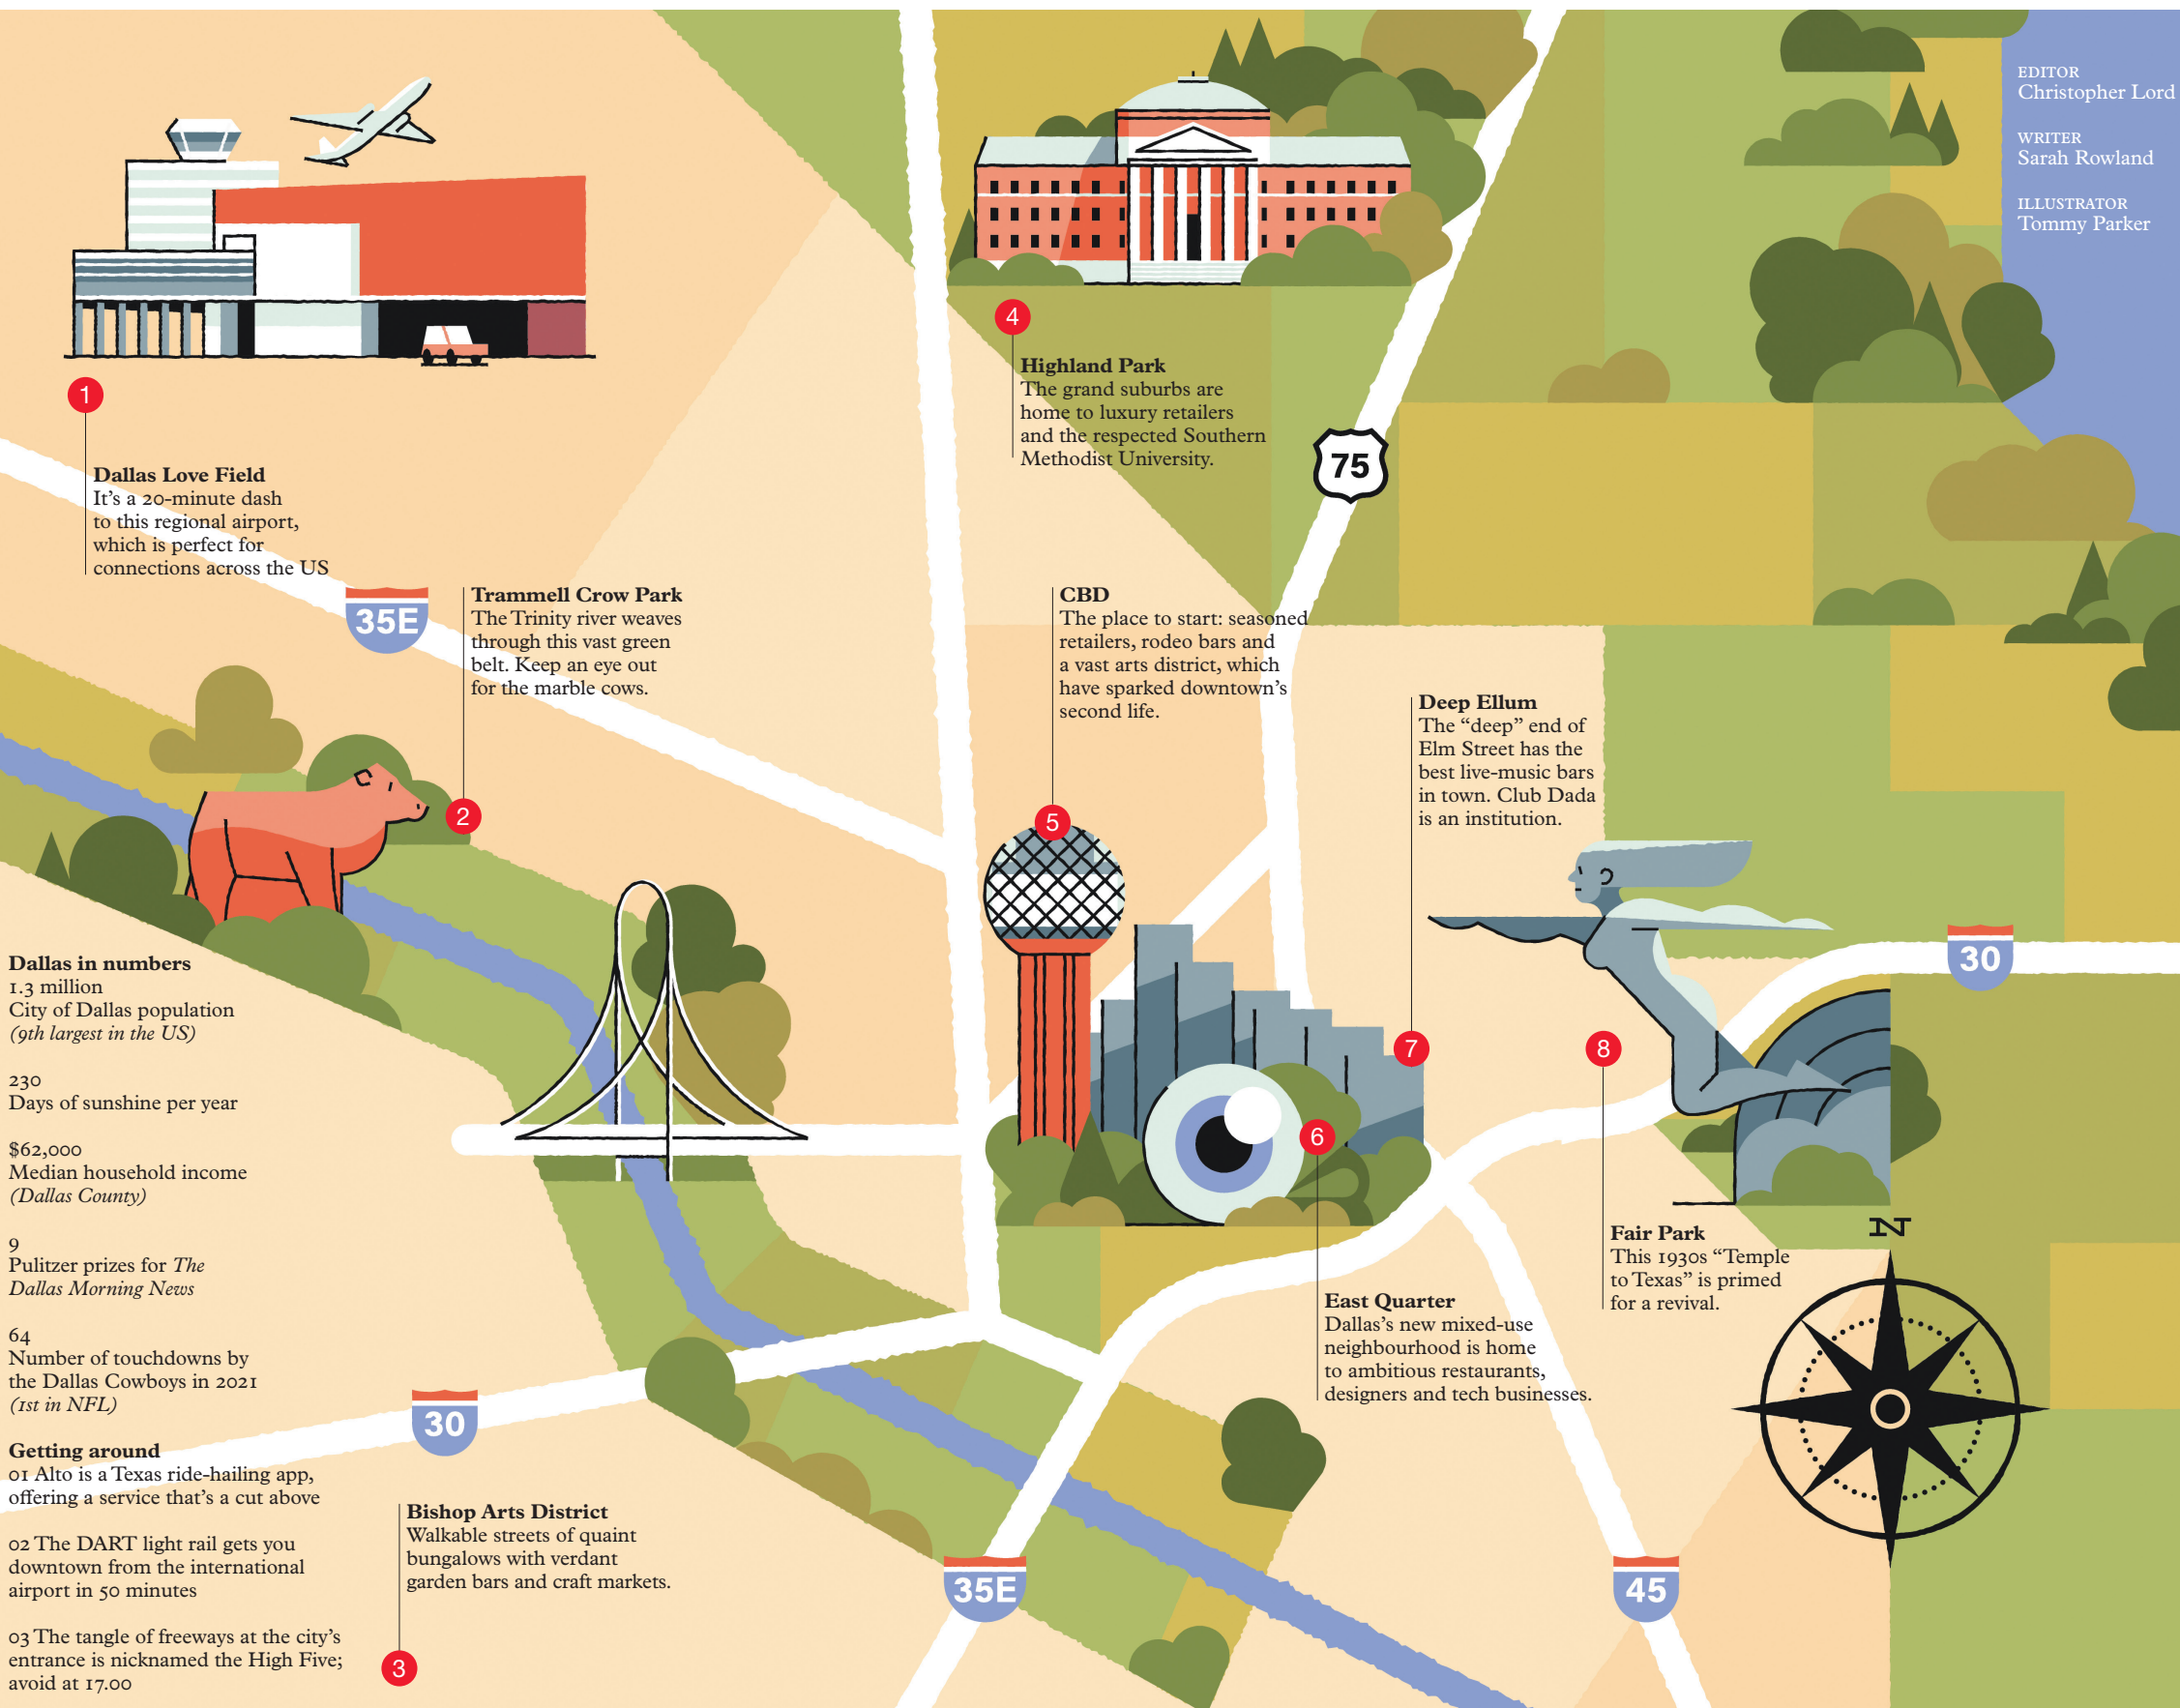 EDITOR
Christopher Lord
WRITER
Sarah Rowland
ILLUSTRATOR
Tommy Parker
1
Dallas Love Field
It’s a 20-minute dash
to this regional airport,
which is perfect for
connections across the US
4
Highland Park
The grand suburbs are
home to luxury retailers
and the respected Southern
Methodist University.
75
35E
Trammell Crow Park
The Trinity river weaves
through this vast green
belt. Keep an eye out
for the marble cows.
2
CBD
The place to start: seasoned
retailers, rodeo bars and
a vast arts district, which
have sparked downtown’s
second life.
5
Deep Ellum
The “deep” end of
Elm Street has the
best live-music bars
in town. Club Dada
is an institution.
7
30
8
Fair Park
This 1930s “Temple
to Texas” is primed
for a revival.
N
6
East Quarter
Dallas’s new mixed-use
neighbourhood is home
to ambitious restaurants,
designers and tech businesses.
Dallas in numbers
1.3 million
City of Dallas population
(9th largest in the US)
230
Days of sunshine per year
$62,000
Median household income
(Dallas County)
9
Pulitzer prizes for The
Dallas Morning News
64
Number of touchdowns by
the Dallas Cowboys in 2021
(1st in NFL)
Getting around
01 Alto is a Texas ride-hailing app,
offering a service that’s a cut above
02 The DART light rail gets you
downtown from the international
airport in 50 minutes
03 The tangle of freeways at the city’s
entrance is nicknamed the High Five;
avoid at 17.00
30
Bishop Arts District
Walkable streets of quaint
bungalows with verdant
garden bars and craft markets.
3
35E
45